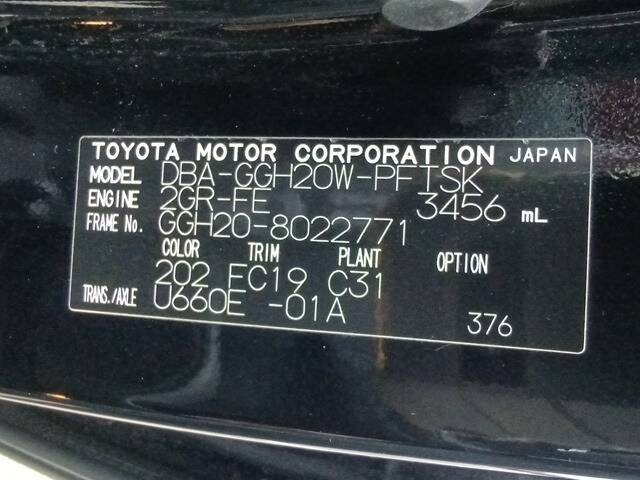 TOYOTA MOTOR CORPORATION JAPAN
MODEL DBA-GGH20W-PFTSK
ENGINE 2GR-FE 3456 mL
FRAME No. GGH20-8022771
COLOR TRIM PLANT OPTION
202 FC19 C31
TRANS./AXLE U660E -01A 376